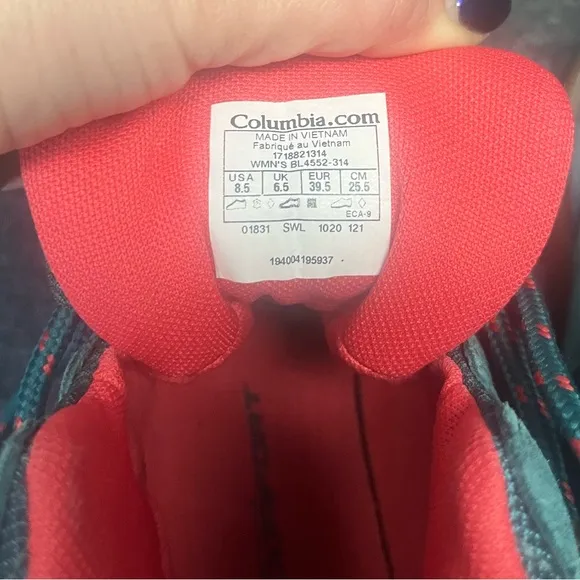 Columbia.com
MADE IN VIETNAM
Fabriqué au Vietnam
1718821314
WMN'S BL4552-314
USA UK EUR CM
8.5 6.5 39.5 25.5
ECA-9
01831 SWL 1020 121
194004195937